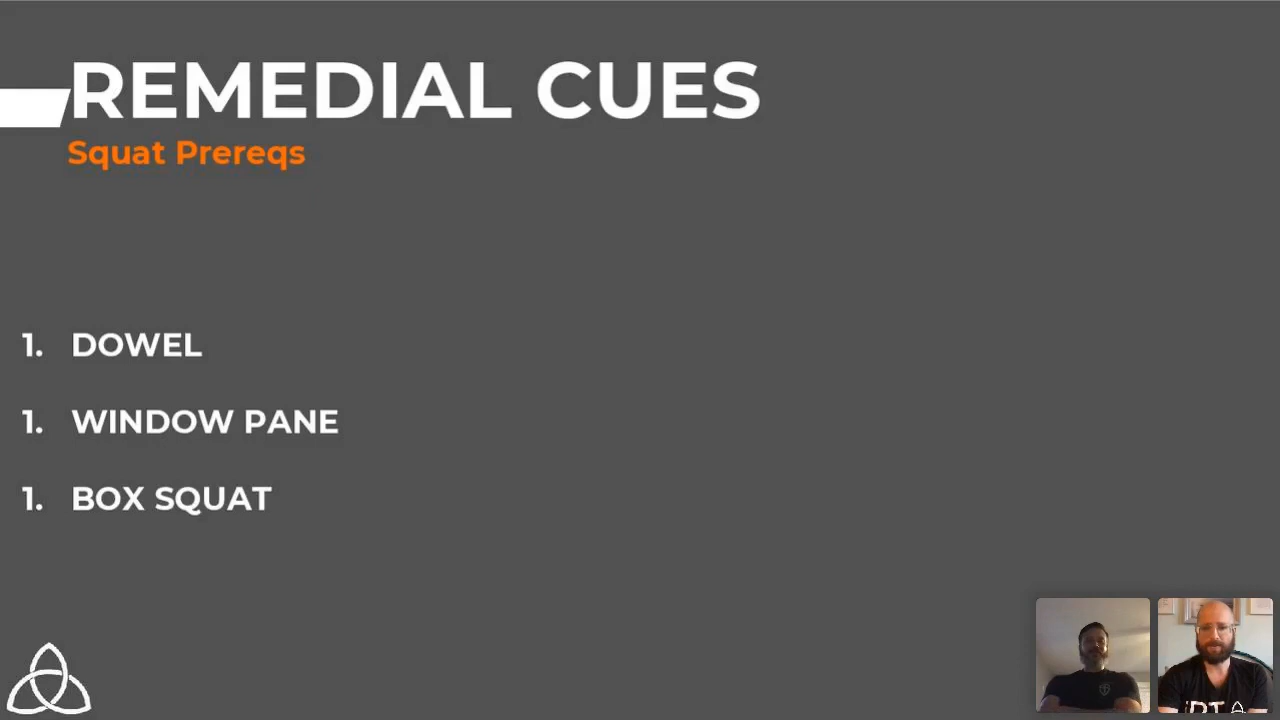 REMEDIAL CUES
Squat Prereqs
1. DOWEL
1. WINDOW PANE
1. BOX SQUAT